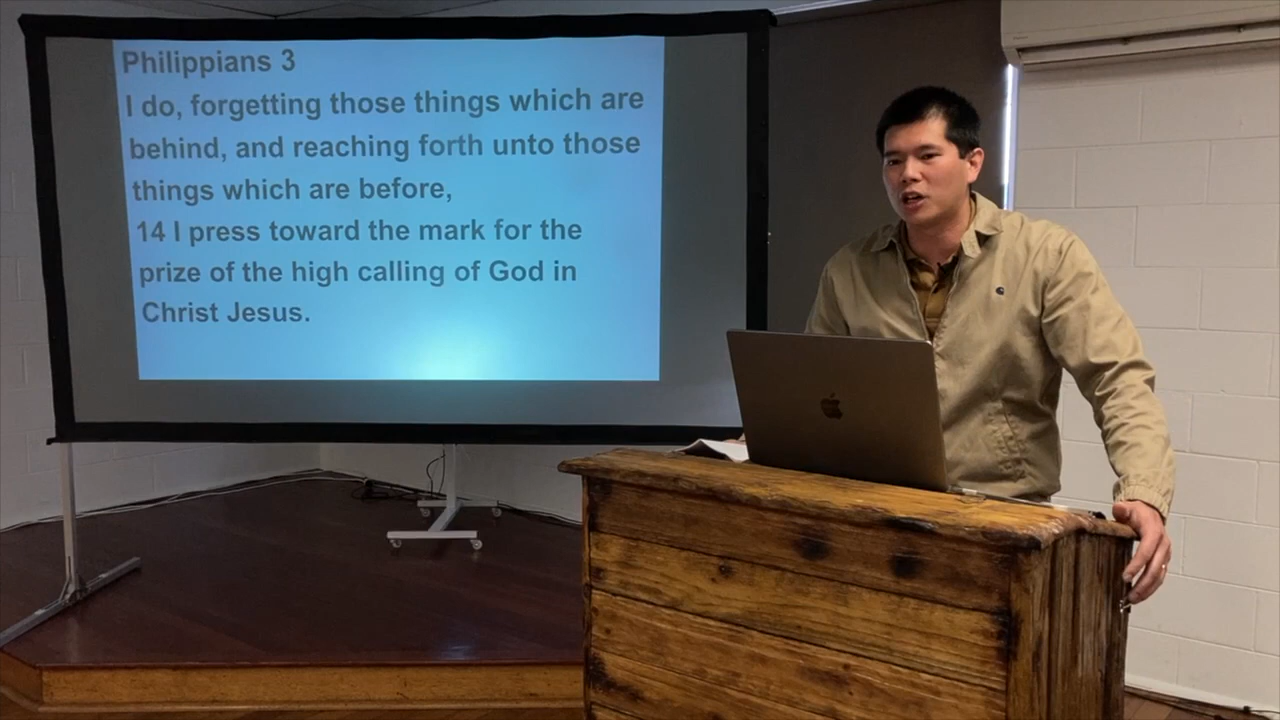 Philippians 3
I do, forgetting those things which are
behind, and reaching forth unto those
things which are before,
14 I press toward the mark for the
prize of the high calling of God in
Christ Jesus.